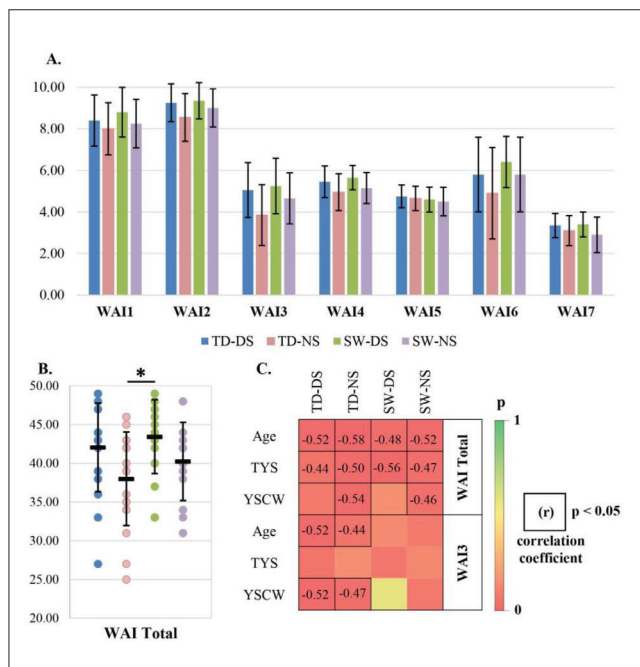 A.
10.00
8.00
6.00
4.00
2.00
0.00
WAI1 WAI2 WAI3 WAI4 WAI5 WAI6 WAI7
TD-DS TD-NS SW-DS SW-NS
B.
50.00
45.00
40.00
35.00
30.00
25.00
20.00
*
WAI Total
C.
TD-DS TD-NS SW-DS SW-NS
Age -0.52 -0.58 -0.48 -0.52
TYS -0.44 -0.50 -0.56 -0.47
YSCW -0.54 -0.46
WAI Total
Age -0.52 -0.44
TYS
YSCW -0.52 -0.47
WAI3
p
1
0
(r) p < 0.05
correlation
coefficient